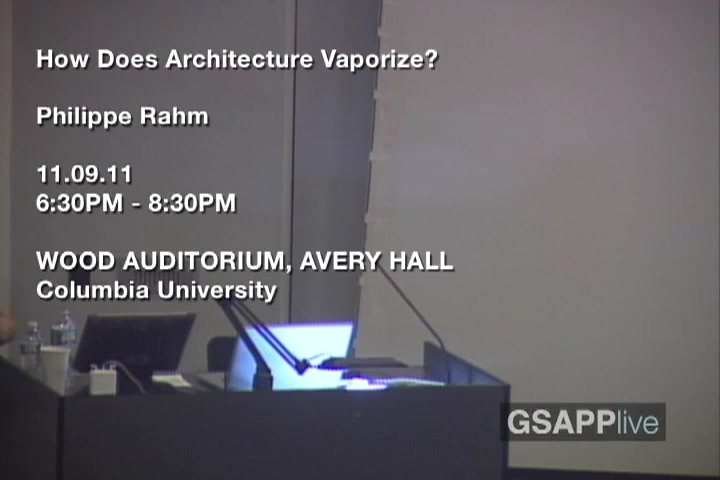 How Does Architecture Vaporize?
Philippe Rahm
11.09.11
6:30PM - 8:30PM
WOOD AUDITORIUM, AVERY HALL
Columbia University
GSAPPlive